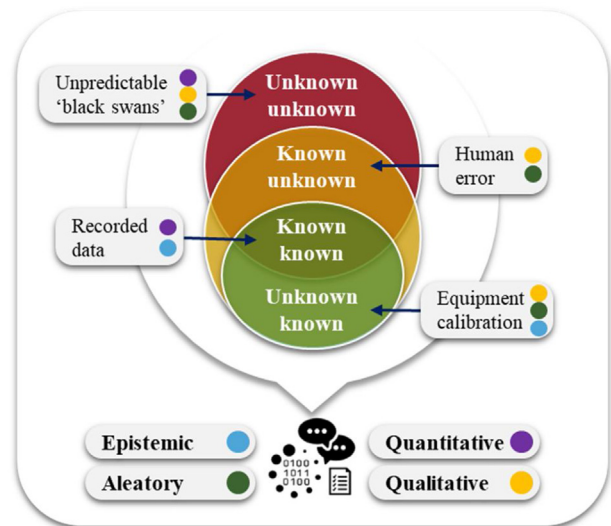 Unpredictable
‘black swans’
Unknown
unknown
Known
unknown
Human
error
Recorded
data
Known
known
Unknown
known
Equipment
calibration
Epistemic
Aleatory
0100
1011
0100
Quantitative
Qualitative